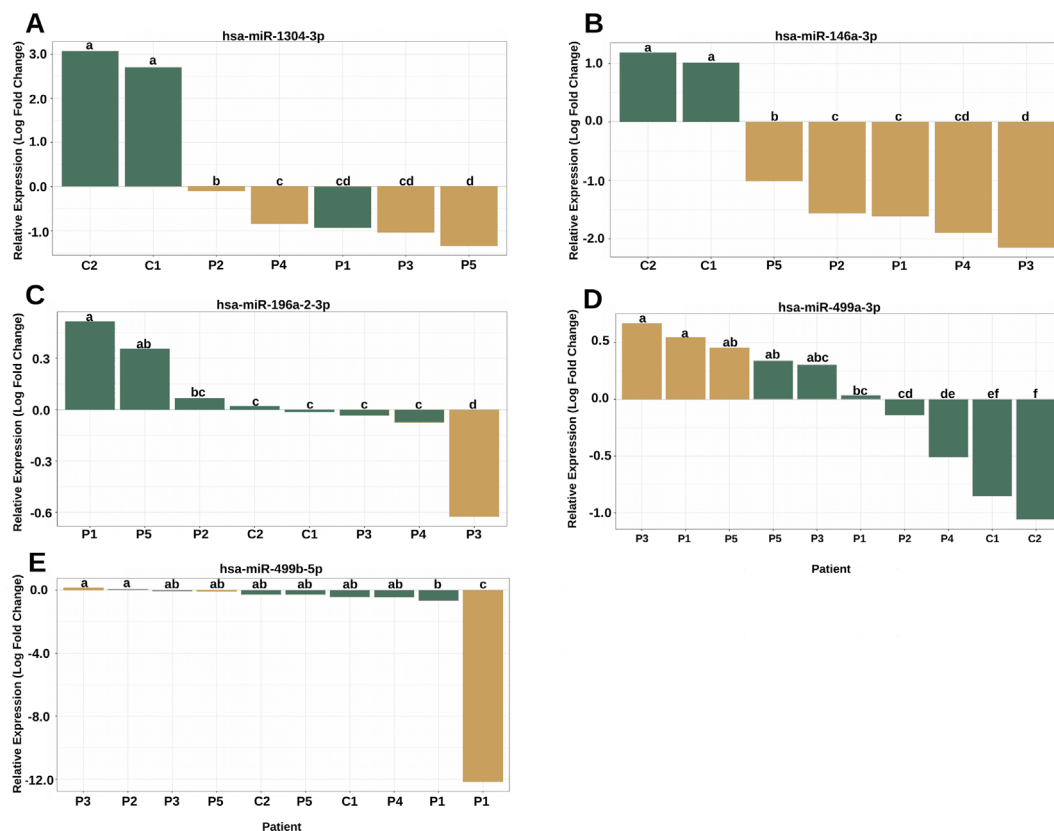 A
hsa-miR-1304-3p
Relative Expression (Log Fold Change)
3.0
2.0
1.0
0.0
-1.0
a
a
b
c
cd
cd
d
C2 C1 P2 P4 P1 P3 P5
B
hsa-miR-146a-3p
Relative Expression (Log Fold Change)
1.0
0.0
-1.0
-2.0
a
a
b
c
c
cd
d
C2 C1 P5 P2 P1 P4 P3
C
hsa-miR-196a-2-3p
Relative Expression (Log Fold Change)
0.3
0.0
-0.3
-0.6
a
ab
bc
c
c
c
c
d
P1 P5 P2 C2 C1 P3 P4 P3
D
hsa-miR-499a-3p
Relative Expression (Log Fold Change)
0.5
0.0
-0.5
-1.0
a
a
ab
ab
abc
bc
cd
de
ef
f
P3 P1 P5 P5 P3 P1 P2 P4 C1 C2
Patient
E
hsa-miR-499b-5p
Relative Expression (Log Fold Change)
0.0
-4.0
-8.0
-12.0
a
a
ab
ab
ab
ab
ab
ab
b
c
P3 P2 P3 P5 C2 P5 C1 P4 P1 P1
Patient